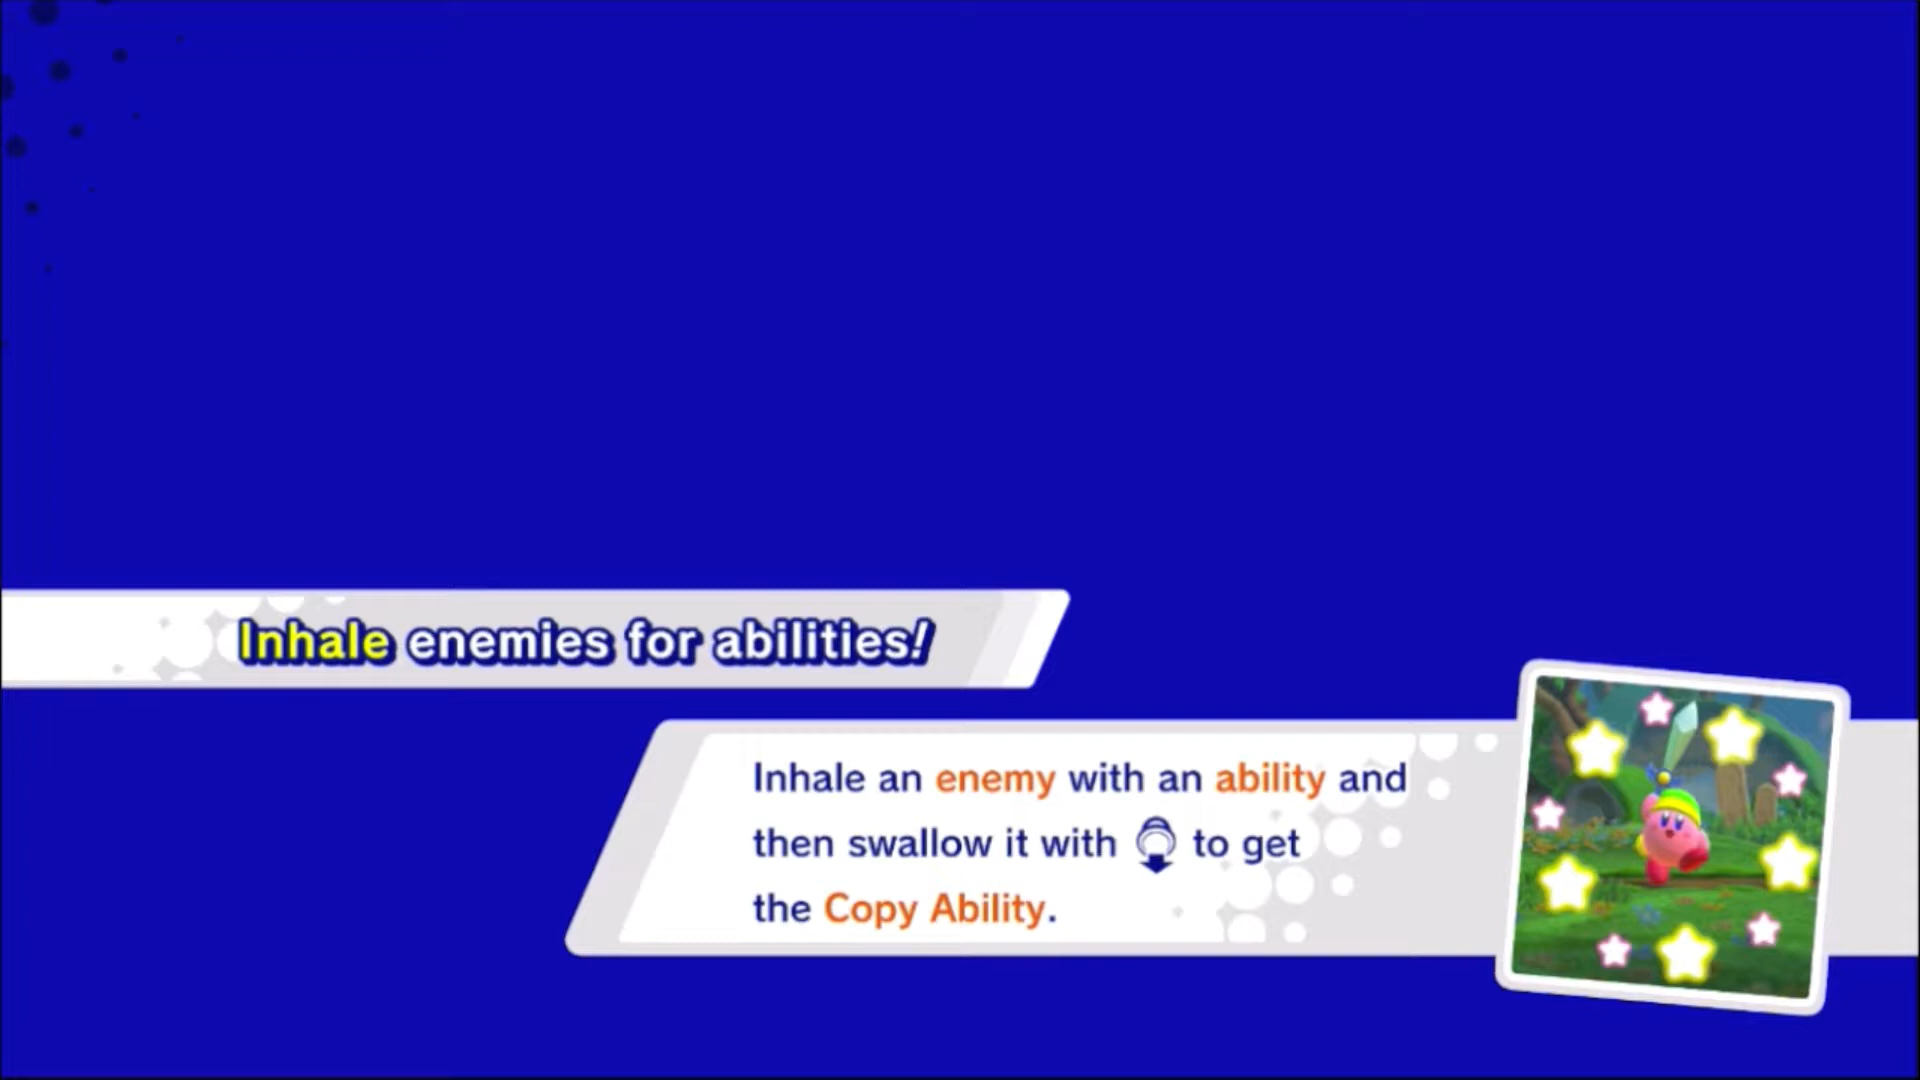 Inhale enemies for abilities!
Inhale an enemy with an ability and
then swallow it with to get
the Copy Ability.